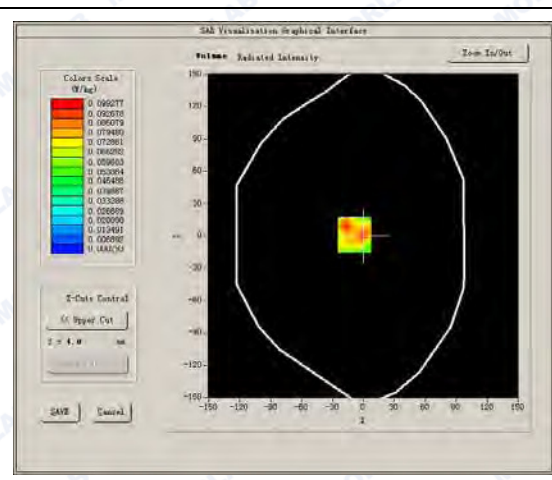 SAR Visualisation Graphical Interface
Volume Radiated Intensity
Zoom In/Out
Colors Scale
(W/kg)
0.099277
0.092678
0.086079
0.079480
0.072881
0.066282
0.059683
0.053084
0.046485
0.039887
0.033288
0.026689
0.020090
0.013491
0.006892
Z-Cuts Control
<< Upper Cut
Z = 4.0 mm
SAVE
Cancel
150
120
90
60
30
0
-30
-60
-90
-120
-150
-150 -120 -90 -60 -30 0 30 60 90 120 150
X